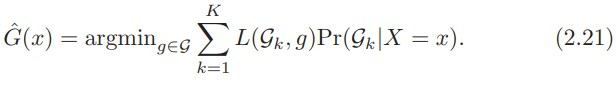 Ĝ(x) = argmin_{g∈𝒢} ∑_{k=1}^{K} L(𝒢_k, g)Pr(𝒢_k|X = x). (2.21)